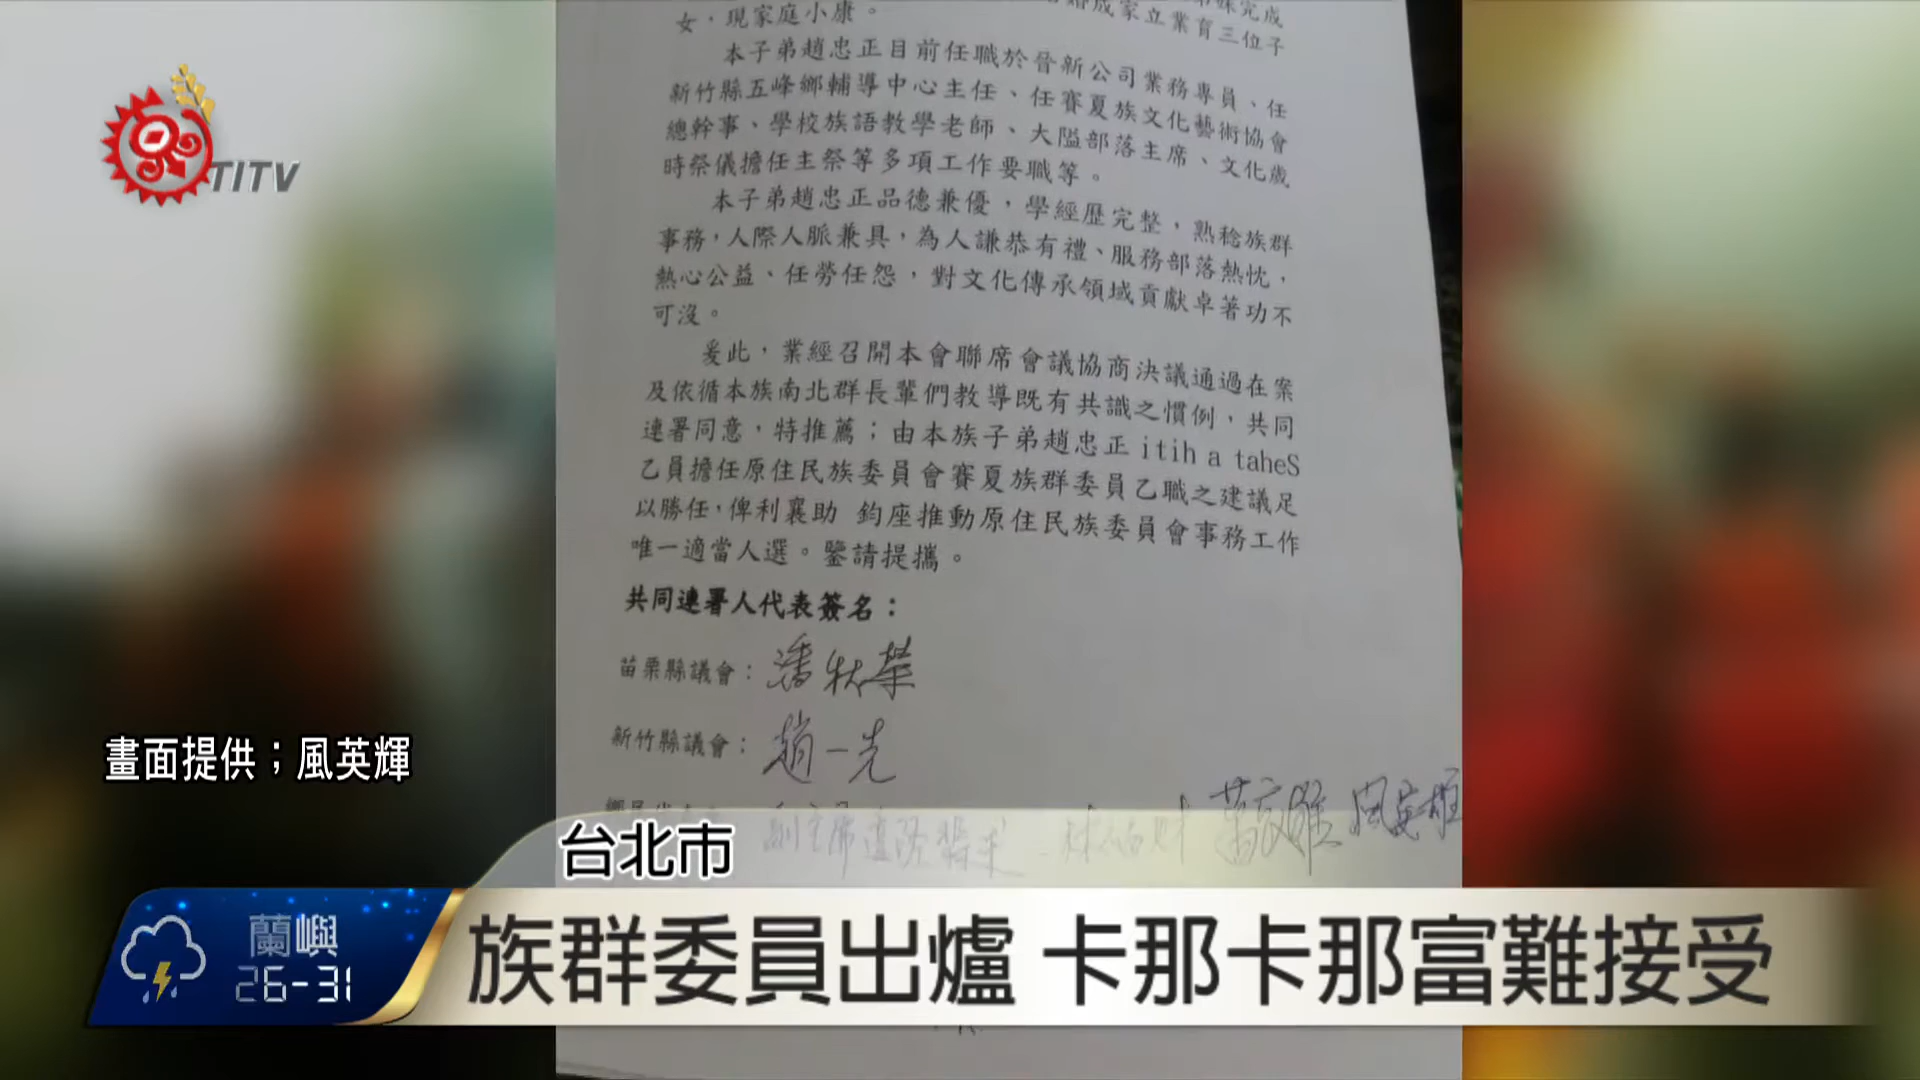 女，現家庭小康。
本子弟趙忠正目前任職於晉新公司業務專員、任
新竹縣五峰鄉輔導中心主任、任賽夏族文化藝術協會
總幹事、學校族語教學老師、大隘部落主席、文化歲
時祭儀擔任主祭等多項工作要職等。
本子弟趙忠正品德兼優，學經歷完整，熟稔族群
事務，人際人脈兼具，為人謙恭有禮、服務部落熱忱，
熱心公益、任勞任怨，對文化傳承領域貢獻卓著功不
可沒。
爰此，業經召開本會聯席會議協商決議通過在案
及依循本族南北群長輩們教導既有共識之慣例，共同
連署同意，特推薦；由本族子弟趙忠正itih a taheS
乙員擔任原住民族委員會賽夏族群委員乙職之建議足
以勝任，俾利襄助 鈞座推動原住民族委員會事務工作
唯一適當人選。鑒請提攜。
共同連署人代表簽名：
苗栗縣議會：潘秋榮
新竹縣議會：趙一先
TITV
畫面提供；風英輝
台北市
蘭嶼
26-31
族群委員出爐 卡那卡那富難接受